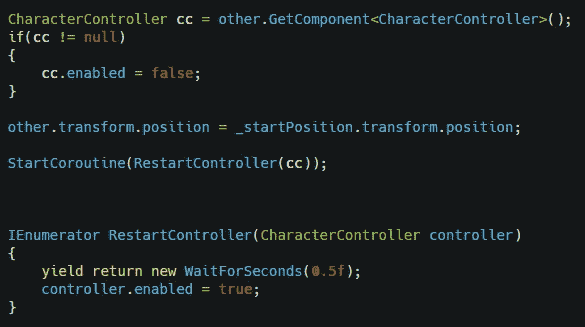 CharacterController cc = other.GetComponent<CharacterController>();
if(cc != null)
{
    cc.enabled = false;
}

other.transform.position = _startPosition.transform.position;

StartCoroutine(RestartController(cc));

IEnumerator RestartController(CharacterController controller)
{
    yield return new WaitForSeconds(0.5f);
    controller.enabled = true;
}